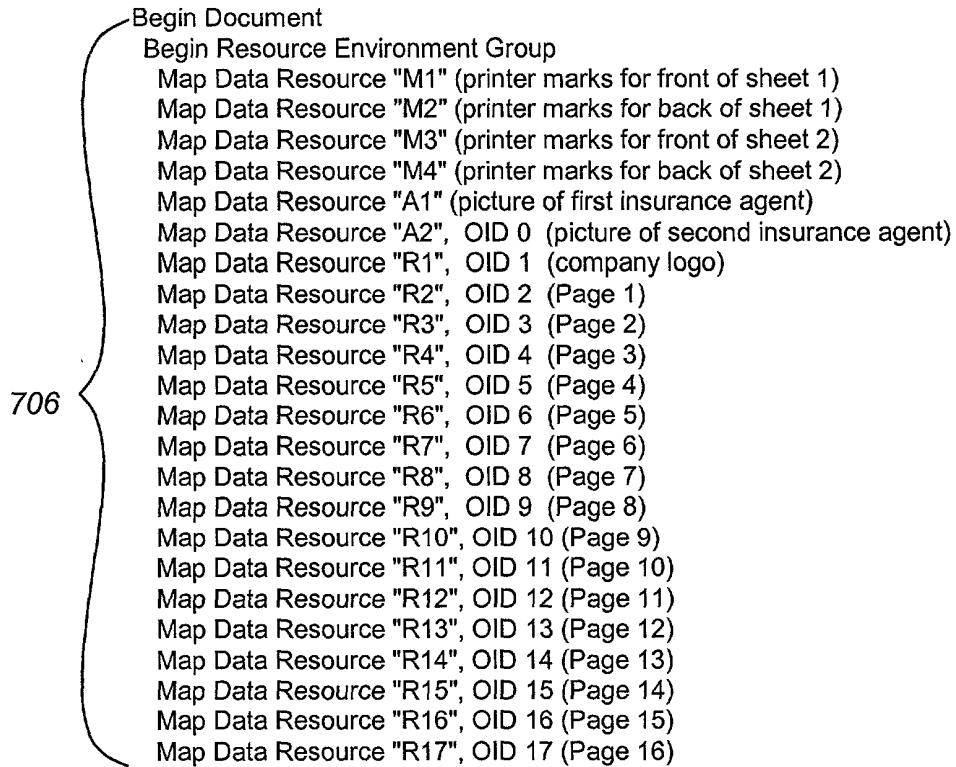 Begin Document
Begin Resource Environment Group
Map Data Resource "M1" (printer marks for front of sheet 1)
Map Data Resource "M2" (printer marks for back of sheet 1)
Map Data Resource "M3" (printer marks for front of sheet 2)
Map Data Resource "M4" (printer marks for back of sheet 2)
Map Data Resource "A1" (picture of first insurance agent)
Map Data Resource "A2", OID 0 (picture of second insurance agent)
Map Data Resource "R1", OID 1 (company logo)
Map Data Resource "R2", OID 2 (Page 1)
Map Data Resource "R3", OID 3 (Page 2)
Map Data Resource "R4", OID 4 (Page 3)
Map Data Resource "R5", OID 5 (Page 4)
706
Map Data Resource "R6", OID 6 (Page 5)
Map Data Resource "R7", OID 7 (Page 6)
Map Data Resource "R8", OID 8 (Page 7)
Map Data Resource "R9", OID 9 (Page 8)
Map Data Resource "R10", OID 10 (Page 9)
Map Data Resource "R11", OID 11 (Page 10)
Map Data Resource "R12", OID 12 (Page 11)
Map Data Resource "R13", OID 13 (Page 12)
Map Data Resource "R14", OID 14 (Page 13)
Map Data Resource "R15", OID 15 (Page 14)
Map Data Resource "R16", OID 16 (Page 15)
Map Data Resource "R17", OID 17 (Page 16)